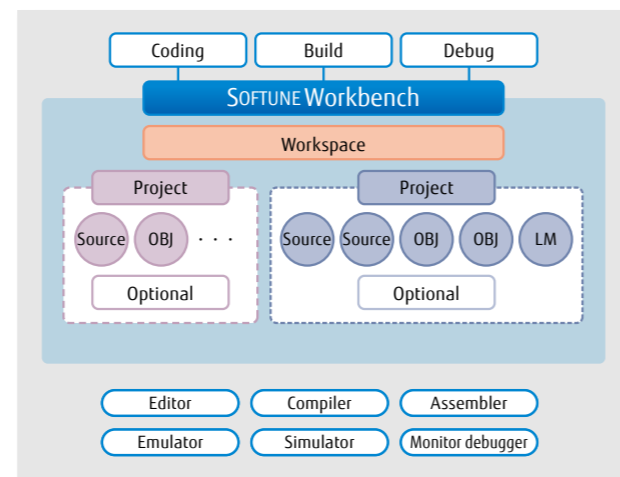 Coding Build Debug
SOFTUNE Workbench
Workspace
Project Project
Source OBJ · · · Source Source OBJ OBJ LM
Optional Optional
Editor Compiler Assembler
Emulator Simulator Monitor debugger